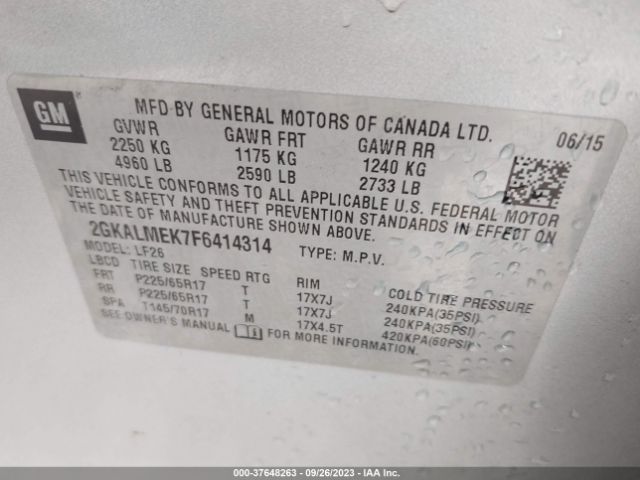 GM
MFD BY GENERAL MOTORS OF CANADA LTD.
06/15
GVWR GAWR FRT GAWR RR
2250 KG 1175 KG 1240 KG
4960 LB 2590 LB 2733 LB
THIS VEHICLE CONFORMS TO ALL APPLICABLE U.S. FEDERAL MOTOR
VEHICLE SAFETY AND THEFT PREVENTION STANDARDS IN EFFECT ON
THE DATE OF MANUFACTURE SHOWN ABOVE.
2GKALMEK7F6414314 TYPE: M.P.V.
MODEL: LF26
LBCD TIRE SIZE SPEED RTG RIM COLD TIRE PRESSURE
FRT P225/65R17 T 17X7J 240KPA(35PSI)
RR P225/65R17 T 17X7J 240KPA(35PSI)
SPA T145/70R17 M 17X4.5T 420KPA(60PSI)
SEE OWNER'S MANUAL FOR MORE INFORMATION.
000-37648263 - 09/26/2023 - IAA Inc.